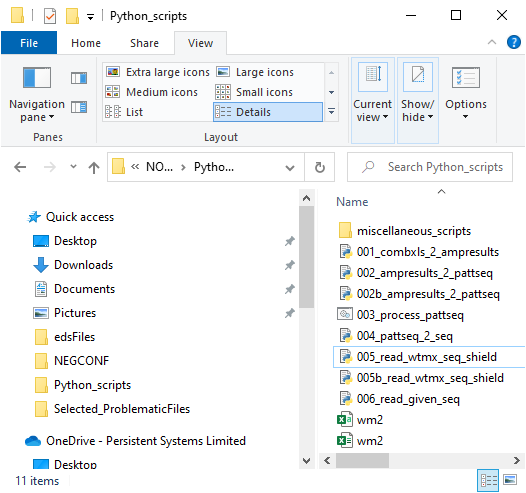 Python_scripts
File Home Share View
Navigation pane
Panes
Extra large icons Large icons
Medium icons Small icons
List Details
Layout
Current view
Show/ hide
Options
NO... Pytho...
Search Python_scripts
Quick access
Desktop
Downloads
Documents
Pictures
edsFiles
NEGCONF
Python_scripts
Selected_ProblematicFiles
OneDrive - Persistent Systems Limited
Desktop
Name
miscellaneous_scripts
001_combxls_2_ampresults
002_ampresults_2_pattseq
002b_ampresults_2_pattseq
003_process_pattseq
004_pattseq_2_seq
005_read_wtmx_seq_shield
005b_read_wtmx_seq_shield
006_read_given_seq
wm2
wm2
11 items